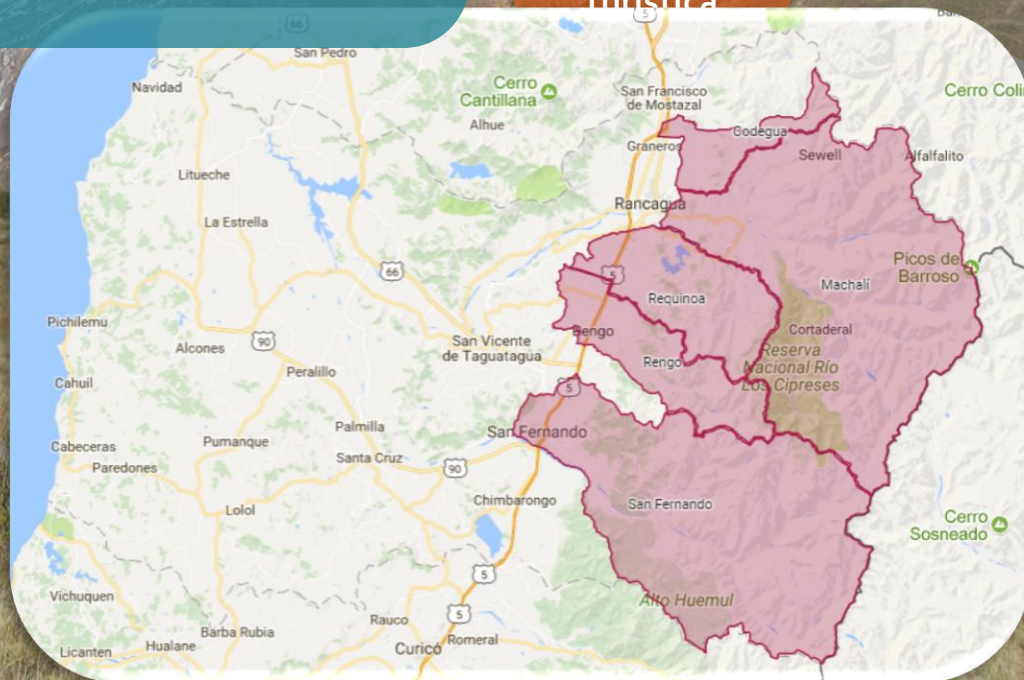 turística
66
5
San Pedro
Navidad
Cerro
Cantillana
San Francisco
de Mostazal
Alhue
Codegua
Graneros
Sewell
Alfalfalito
Litueche
Rancagua
La Estrella
66
5
Picos de
Barroso
Machalí
Requinoa
Pichilemu
90
Alcones
San Vicente
de Taguatagua
Rengo
Cortaderal
Reserva
Nacional Río
Los Cipreses
Rengo
Peralillo
Cahuil
5
Palmilla
San Fernando
Pumanque
Cabeceras
Paredones
Santa Cruz
90
Lolol
Chimbarongo
San Fernando
Cerro
Sosneado
5
Vichuquen
Alto Huemul
5
Rauco
Barba Rubia
Romeral
Hualane
Curicó
Licanten